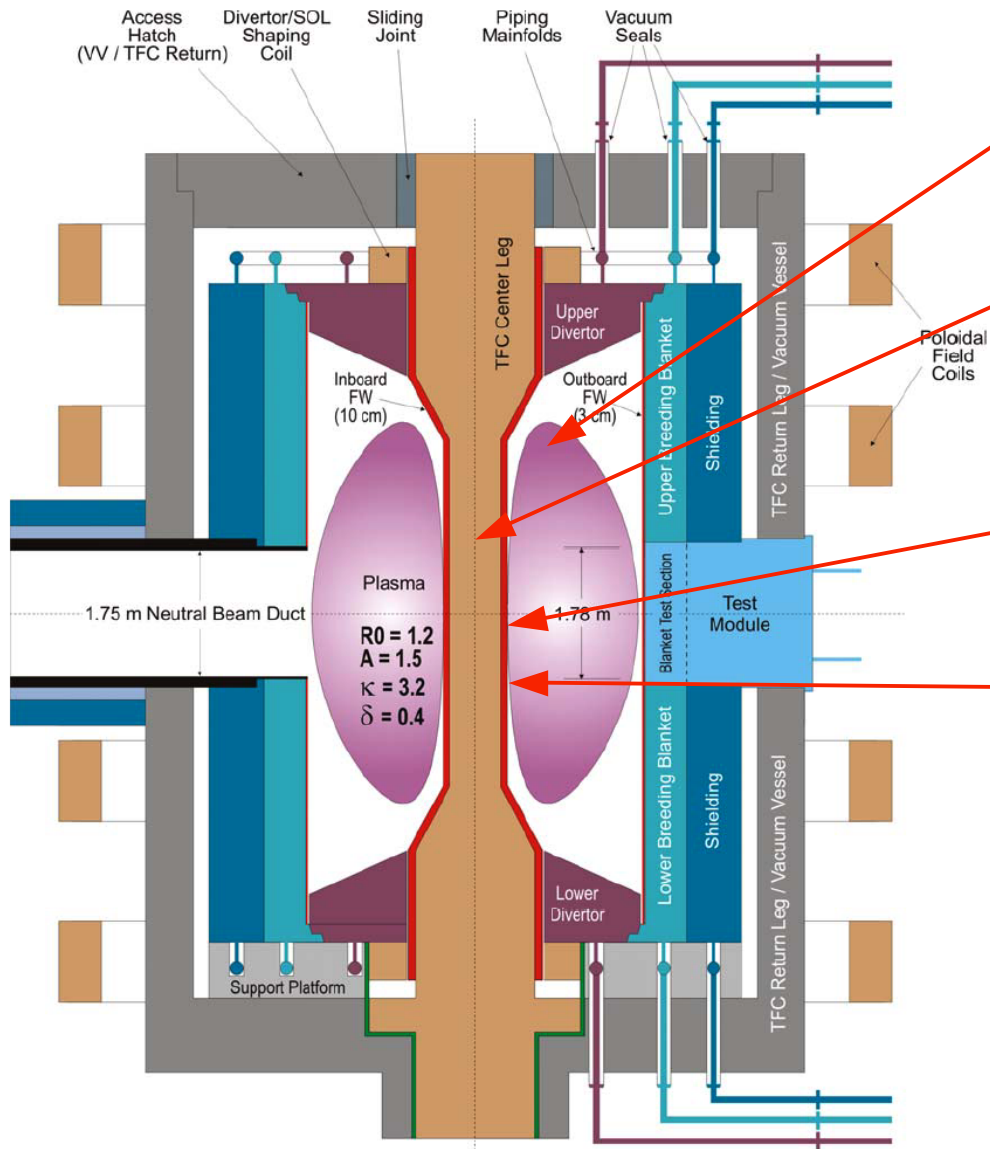 Access
Hatch
(VV / TFC Return)
Divertor/SOL
Shaping
Coil
Sliding
Joint
Piping
Mainfolds
Vacuum
Seals
TFC Center Leg
Upper
Divertor
Inboard
FW
(10 cm)
Outboard
FW
(3 cm)
Upper Breeding Blanket
Shielding
TFC Return Leg / Vacuum Vessel
Poloidal
Field
Coils
1.75 m Neutral Beam Duct
Plasma
R0 = 1.2
A = 1.5
κ = 3.2
δ = 0.4
1.78 m
Blanket Test Section
Test
Module
Lower Breeding Blanket
Shielding
TFC Return Leg / Vacuum Vessel
Lower
Divertor
Support Platform